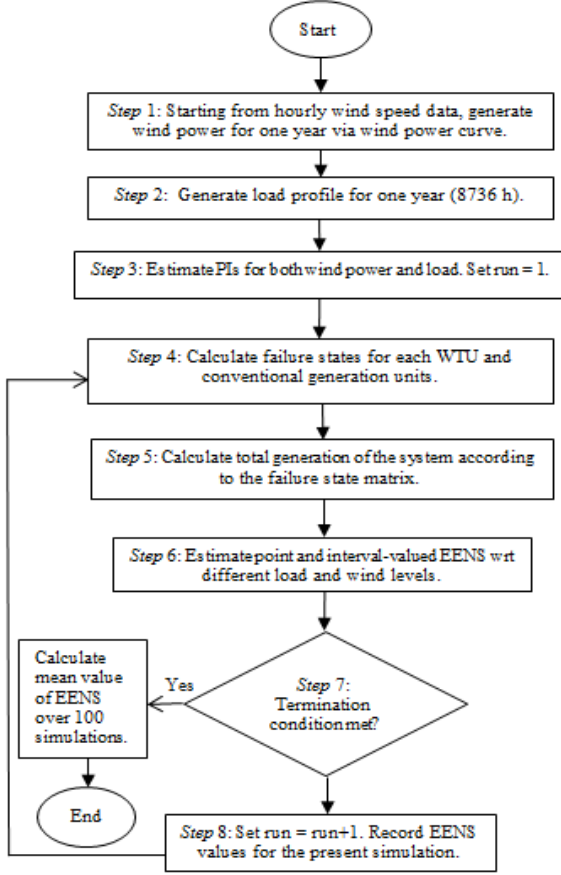 Start
Step 1: Starting from hourly wind speed data, generate
wind power for one year via wind power curve.
Step 2: Generate load profile for one year (8736 h).
Step 3: Estimate PIs for both wind power and load. Set run = 1.
Step 4: Calculate failure states for each WTU and
conventional generation units.
Step 5: Calculate total generation of the system according
to the failure state matrix.
Step 6: Estimate point and interval-valued EENS wrt
different load and wind levels.
Step 7:
Termination
condition met?
Yes
Calculate
mean value
of EENS
over 100
simulations.
End
Step 8: Set run = run+1. Record EENS
values for the present simulation.